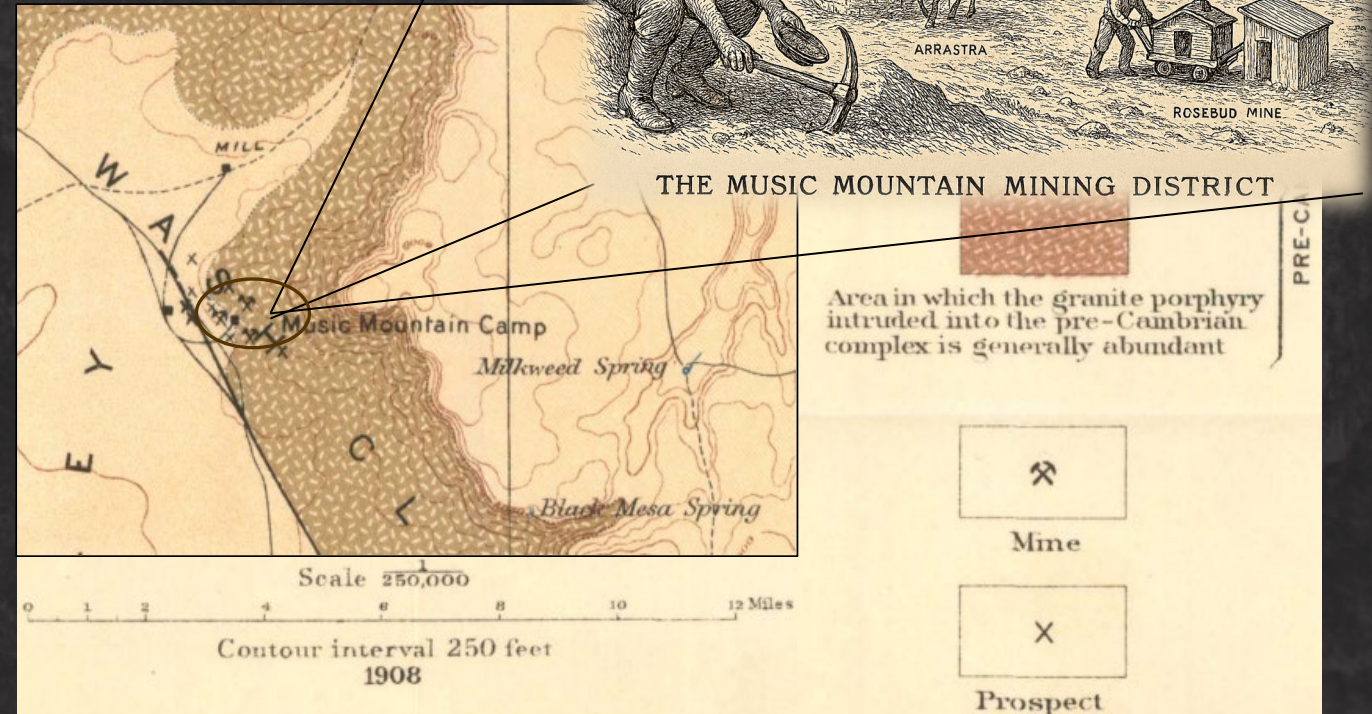 ARRASTRA
ROSEBUD MINE
THE MUSIC MOUNTAIN MINING DISTRICT
MILL
W
A
S
Music Mountain Camp
Milkweed Spring
Y
E
C
L
Black Mesa Spring
Scale 1/250,000
0 1 2 4 6 8 10 12 Miles
Contour interval 250 feet
1908
Area in which the granite porphyry
intruded into the pre-Cambrian
complex is generally abundant
Mine
Prospect